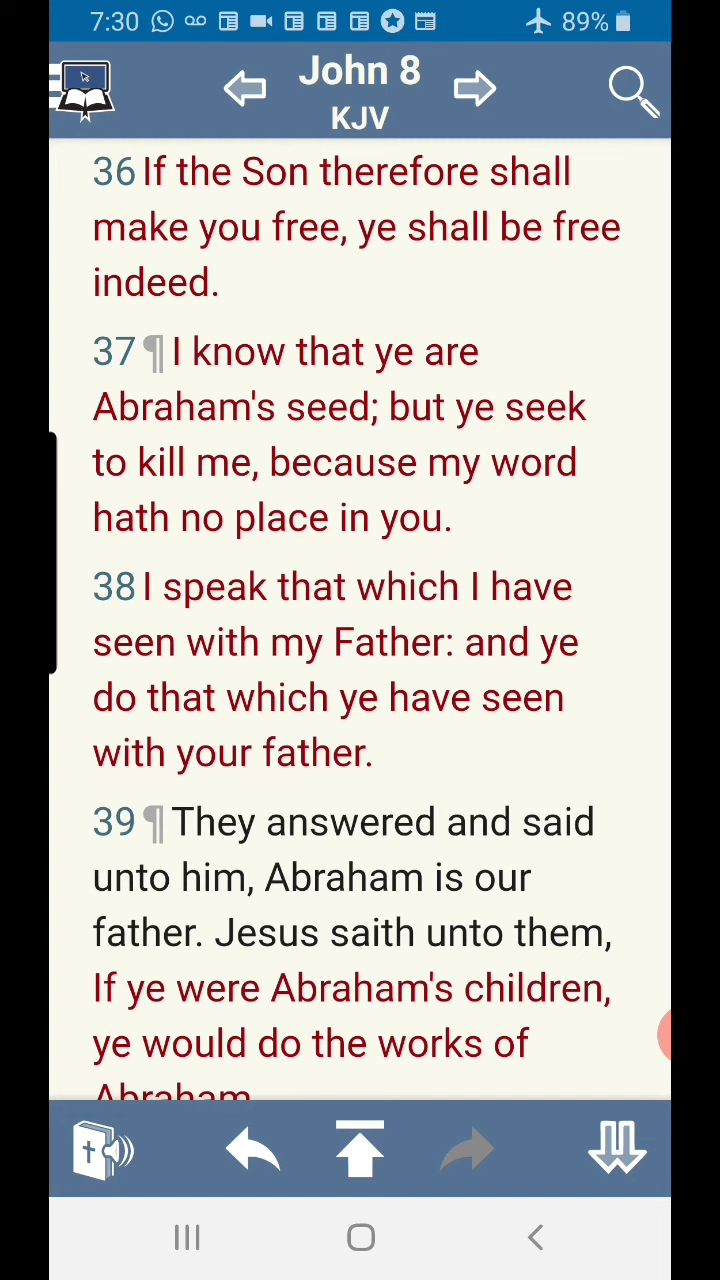 7:30 89%
John 8
KJV
36 If the Son therefore shall
make you free, ye shall be free
indeed.
37 ¶ I know that ye are
Abraham's seed; but ye seek
to kill me, because my word
hath no place in you.
38 I speak that which I have
seen with my Father: and ye
do that which ye have seen
with your father.
39 ¶ They answered and said
unto him, Abraham is our
father. Jesus saith unto them,
If ye were Abraham's children,
ye would do the works of
Abraham